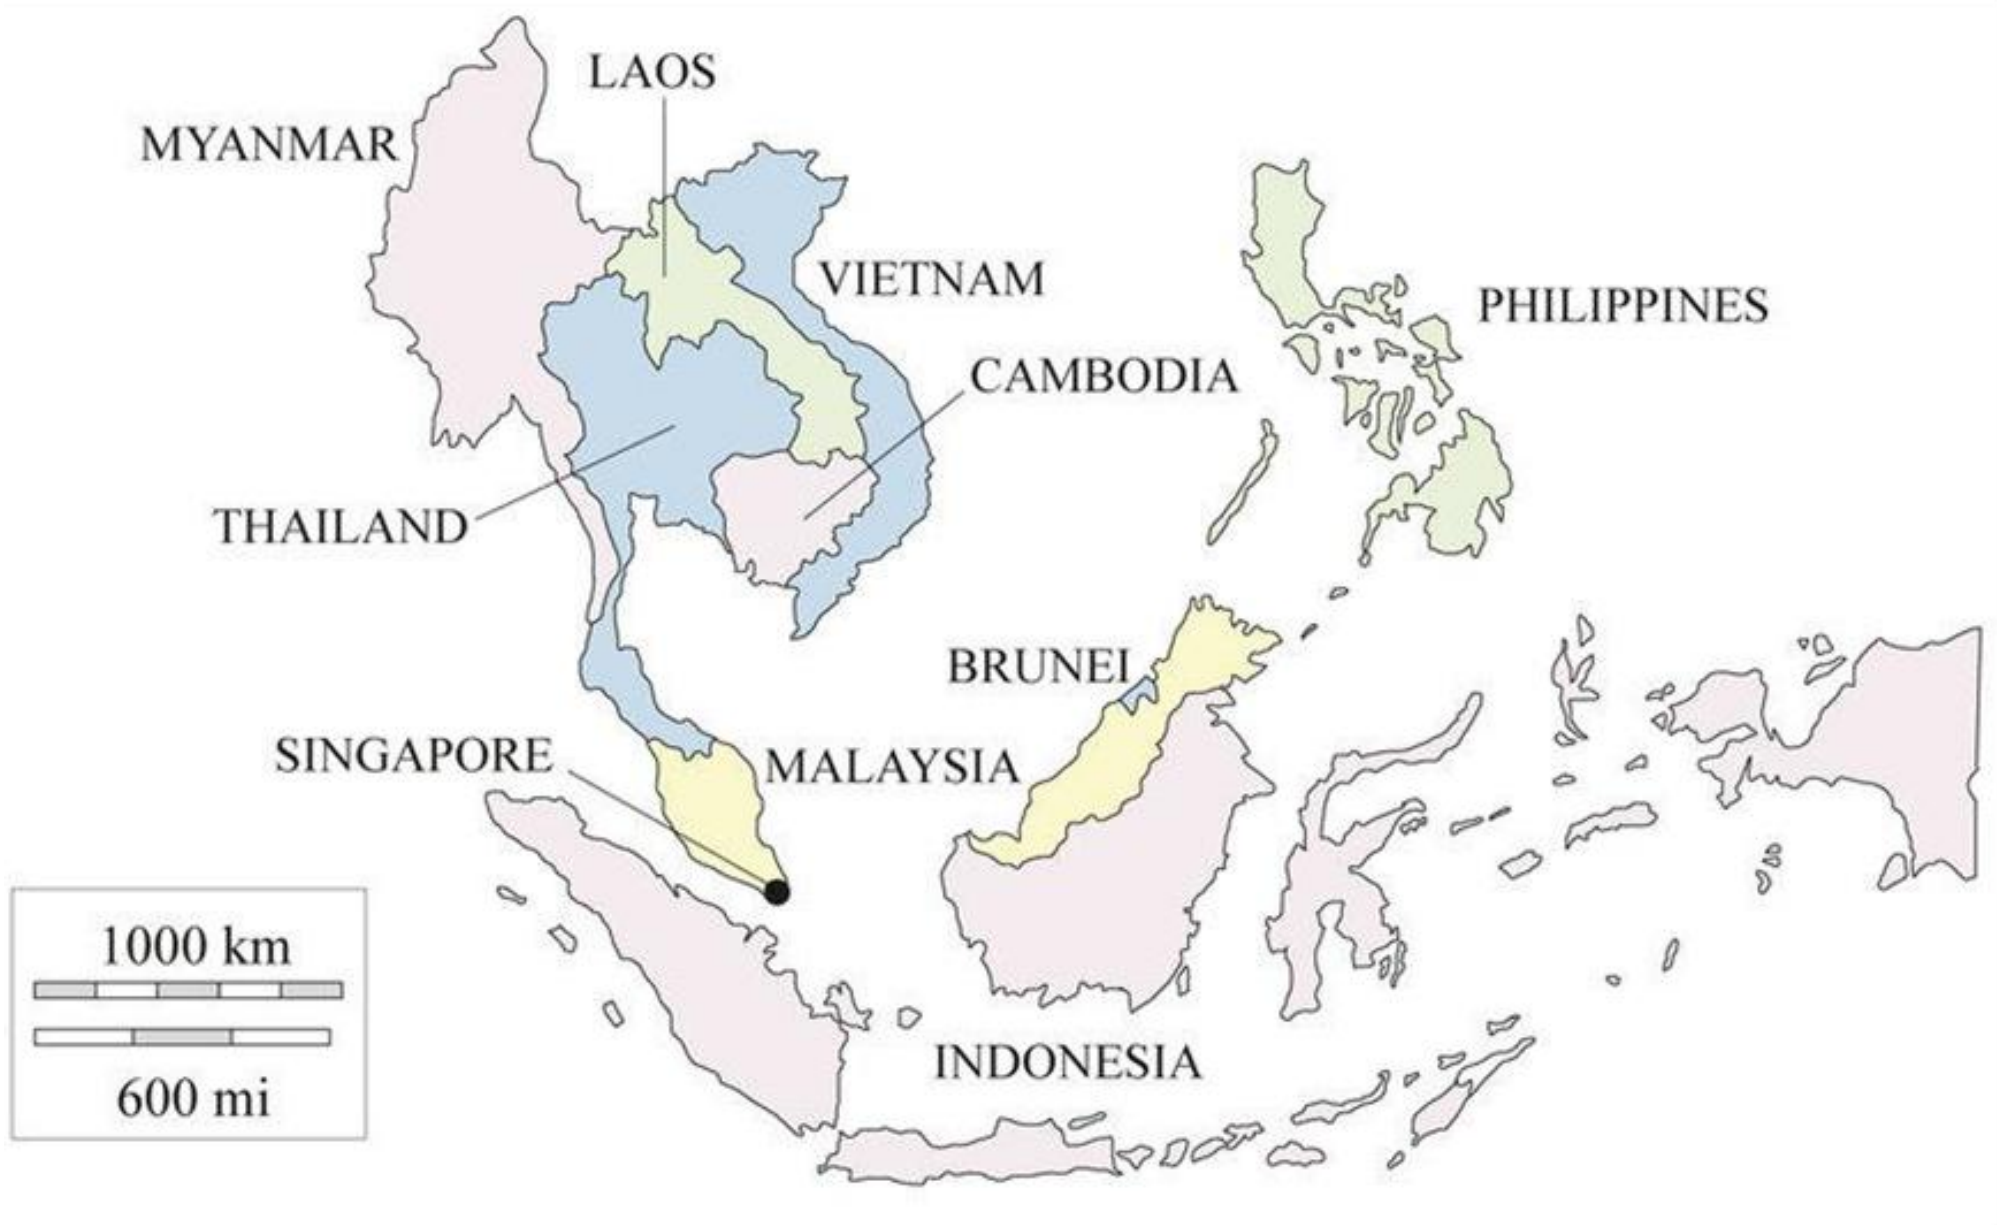 LAOS
MYANMAR
VIETNAM
PHILIPPINES
CAMBODIA
THAILAND
BRUNEI
SINGAPORE
MALAYSIA
1000 km
INDONESIA
600 mi